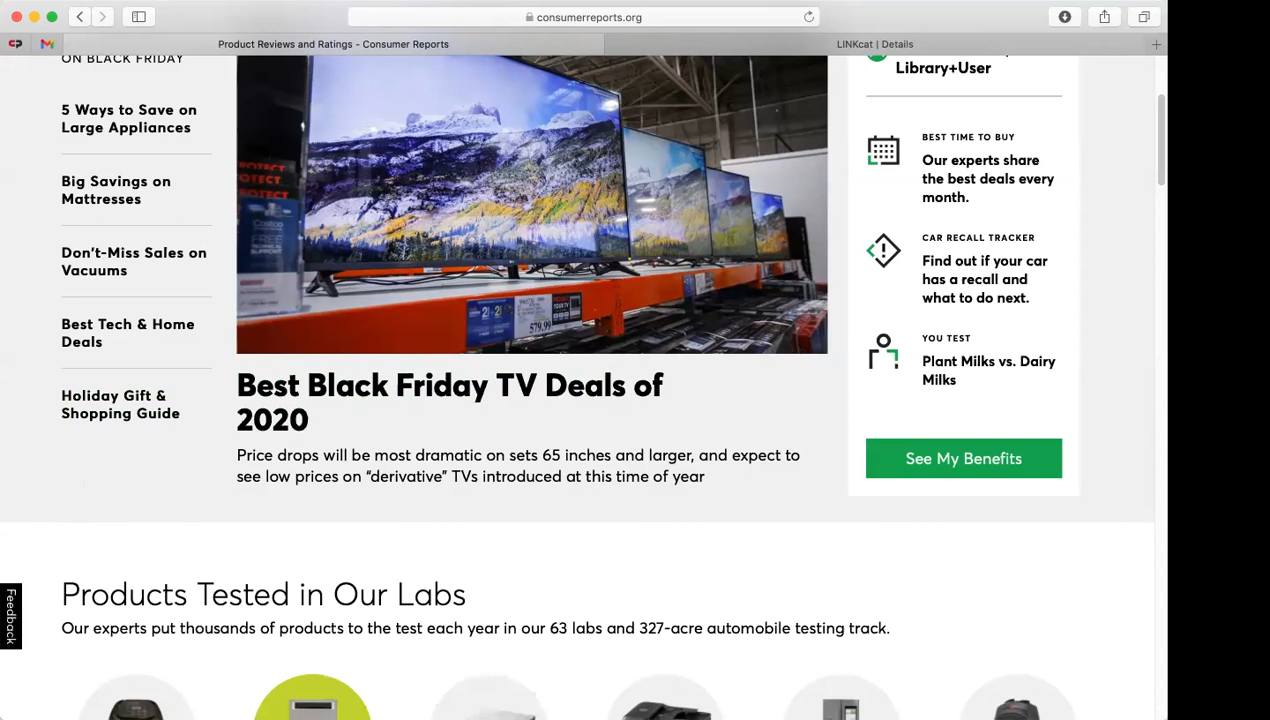 consumerreports.org
Product Reviews and Ratings - Consumer Reports
LINKcat | Details
ON BLACK FRIDAY
5 Ways to Save on
Large Appliances
Big Savings on
Mattresses
Don't-Miss Sales on
Vacuums
Best Tech & Home
Deals
Holiday Gift &
Shopping Guide
579.99
Best Black Friday TV Deals of
2020
Price drops will be most dramatic on sets 65 inches and larger, and expect to
see low prices on “derivative” TVs introduced at this time of year
Library+User
BEST TIME TO BUY
Our experts share
the best deals every
month.
CAR RECALL TRACKER
Find out if your car
has a recall and
what to do next.
YOU TEST
Plant Milks vs. Dairy
Milks
See My Benefits
Feedback
Products Tested in Our Labs
Our experts put thousands of products to the test each year in our 63 labs and 327-acre automobile testing track.